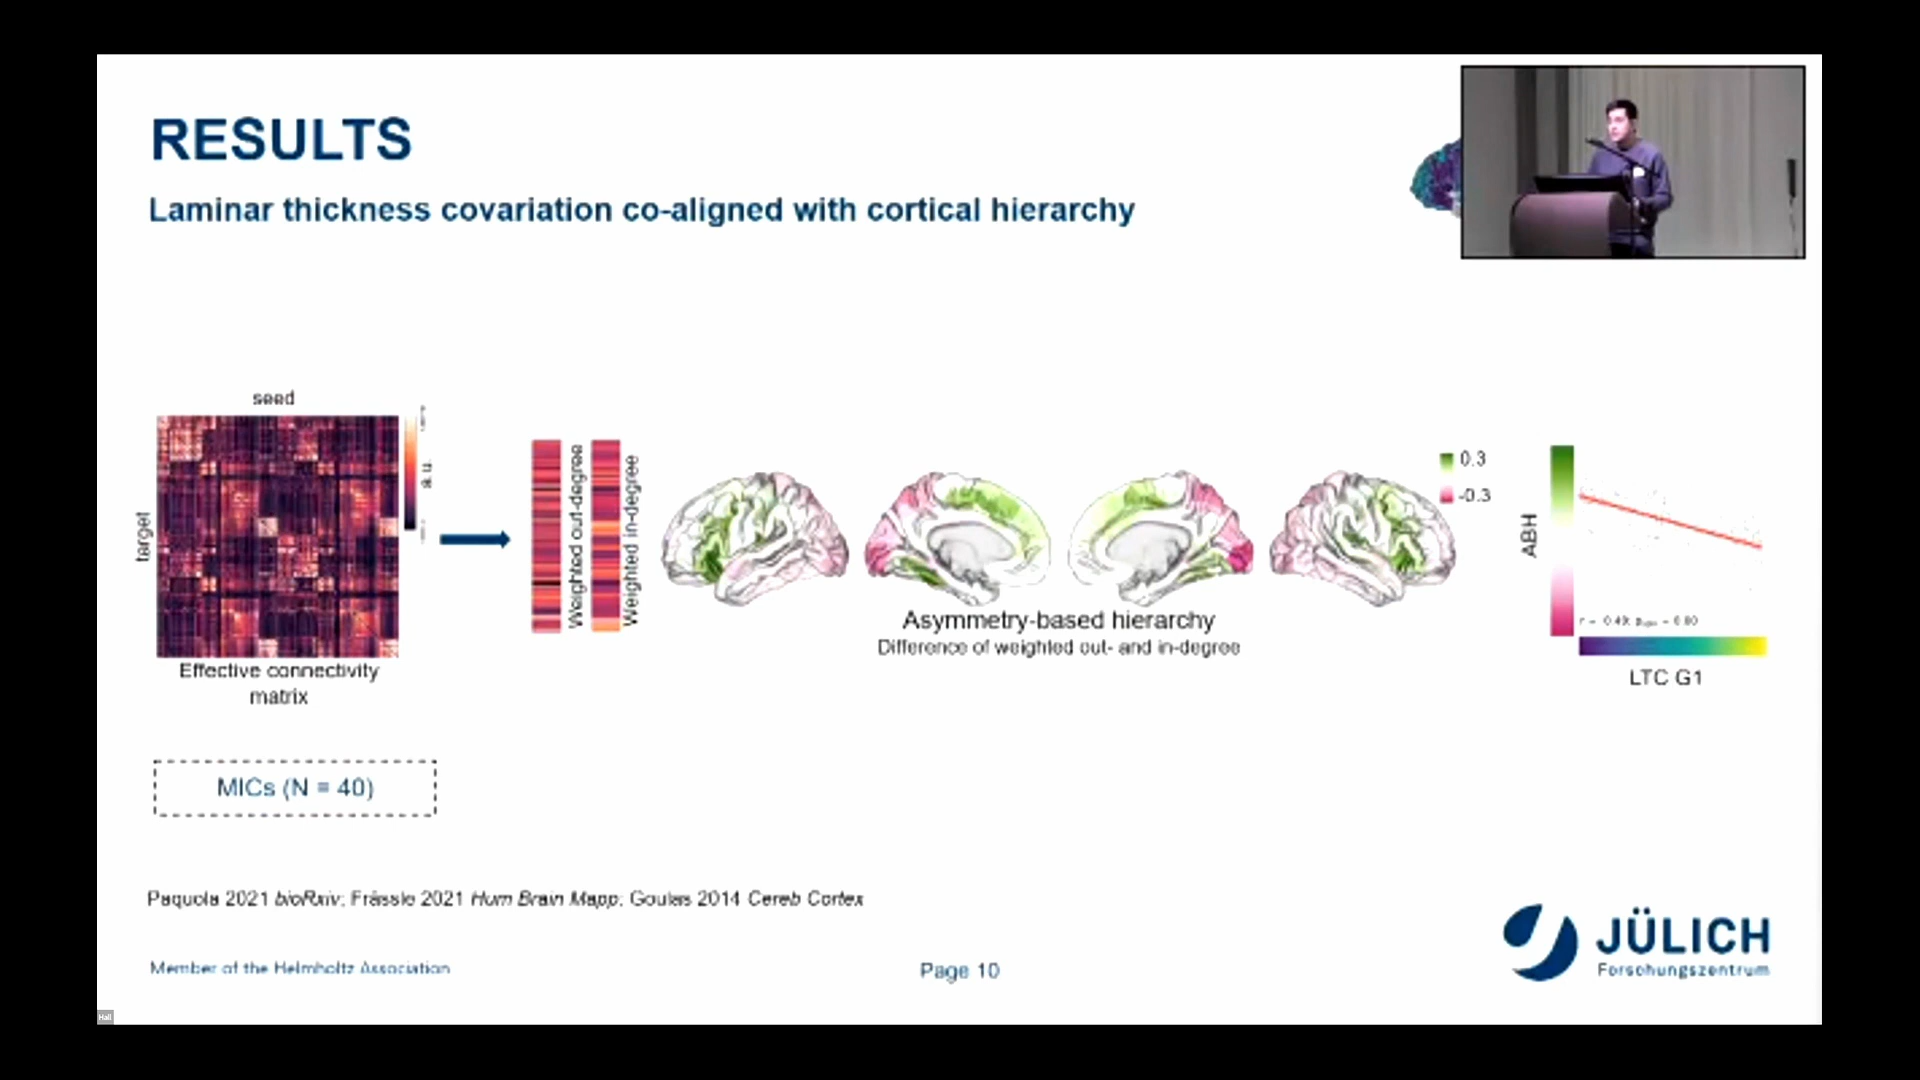 RESULTS
Laminar thickness covariation co-aligned with cortical hierarchy
seed
target
a.u.
Effective connectivity
matrix
Weighted out-degree
Weighted in-degree
0.3
-0.3
Asymmetry-based hierarchy
Difference of weighted out- and in-degree
ABH
LTC G1
MICs (N = 40)
Paquola 2021 bioRxiv; Frässle 2021 Hum Brain Mapp; Goulas 2014 Cereb Cortex
Member of the Helmholtz Association
Page 10
JÜLICH
Forschungszentrum
Hall